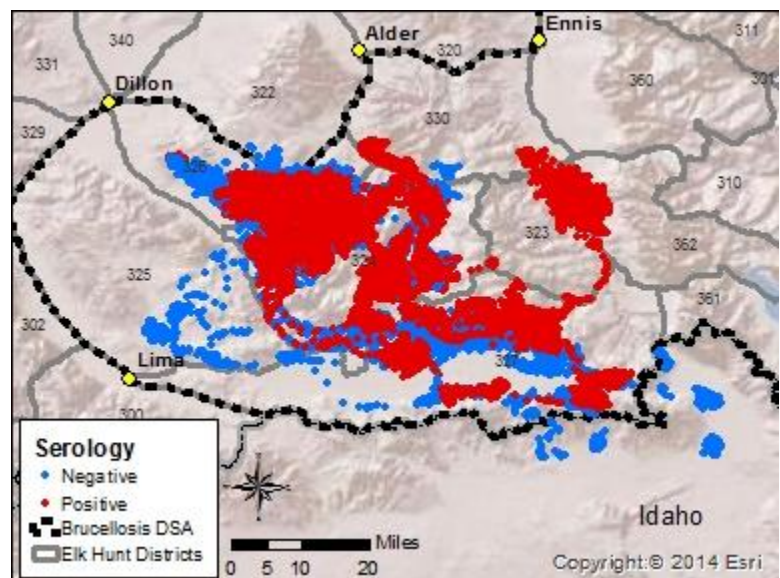 Alder
Ennis
320
311
340
331
Dillon
301
360
322
330
329
326
310
323
362
324
325
361
302
327
Lima
300
Serology
Negative
Positive
Brucellosis DSA
Elk Hunt Districts
Miles
0 5 10 20
Idaho
Copyright:© 2014 Esri